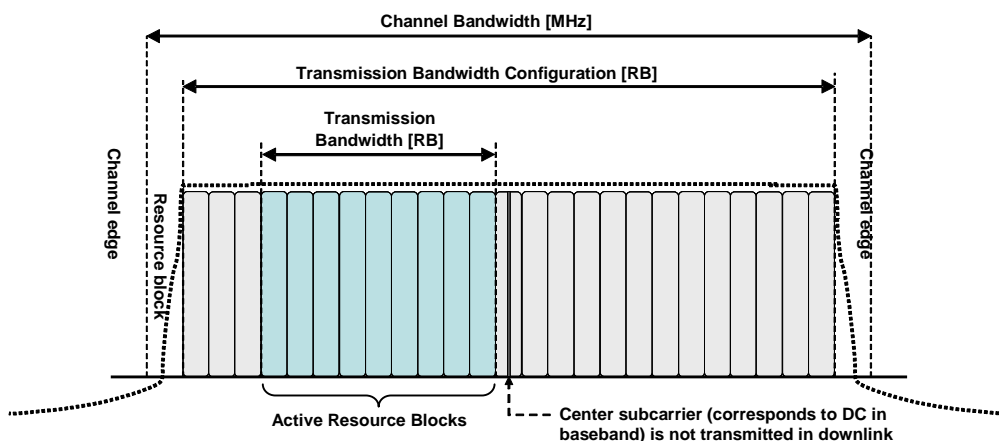 Channel Bandwidth [MHz]
Transmission Bandwidth Configuration [RB]
Transmission
Bandwidth [RB]
Channel edge
Resource block
Channel edge
Active Resource Blocks
Center subcarrier (corresponds to DC in
baseband) is not transmitted in downlink